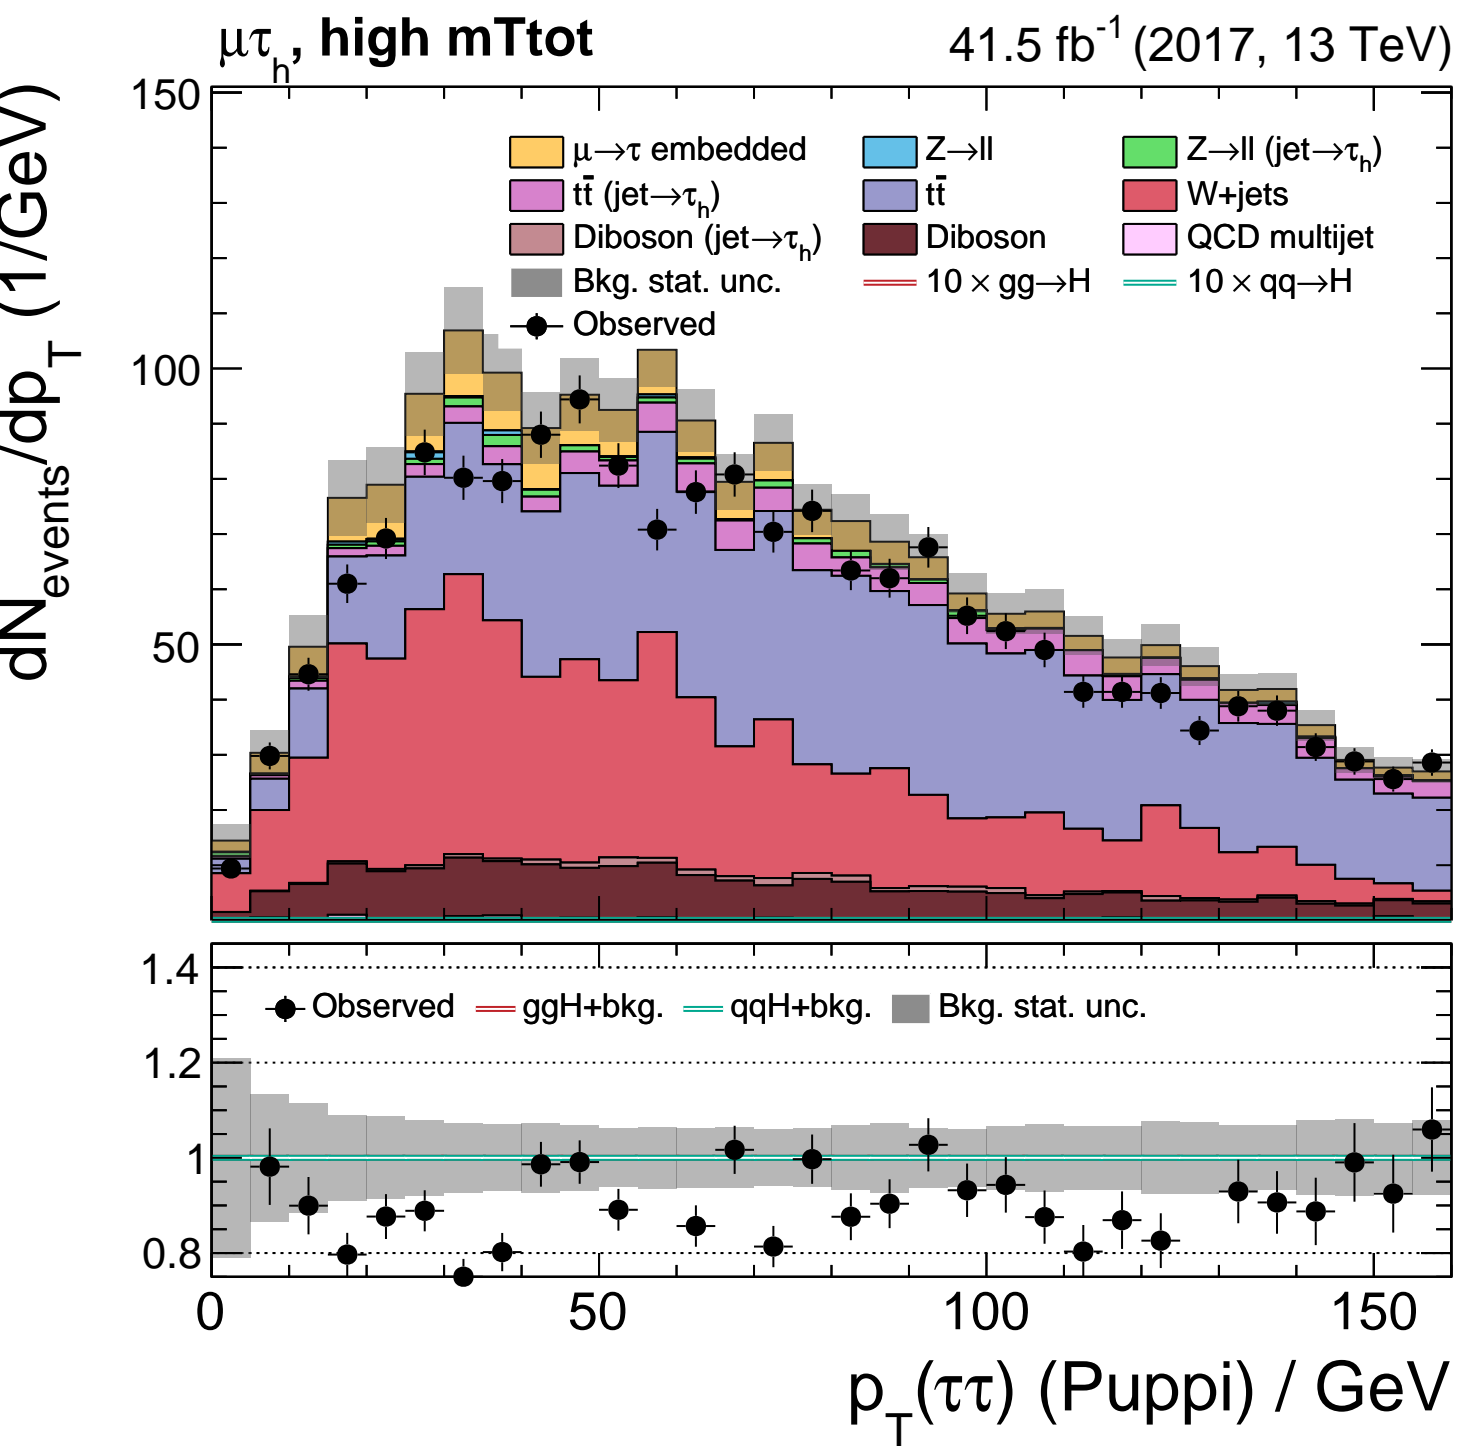 μτh, high mTtot
41.5 fb-1 (2017, 13 TeV)
dNevents/dpT (1/GeV)
150
100
50
μ→τ embedded
Z→ll
Z→ll (jet→τh)
tt̄ (jet→τh)
tt̄
W+jets
Diboson (jet→τh)
Diboson
QCD multijet
Bkg. stat. unc.
10 × gg→H
10 × qq→H
Observed
1.4
1.2
1
0.8
Observed
ggH+bkg.
qqH+bkg.
Bkg. stat. unc.
0
50
100
150
pT(ττ) (Puppi) / GeV